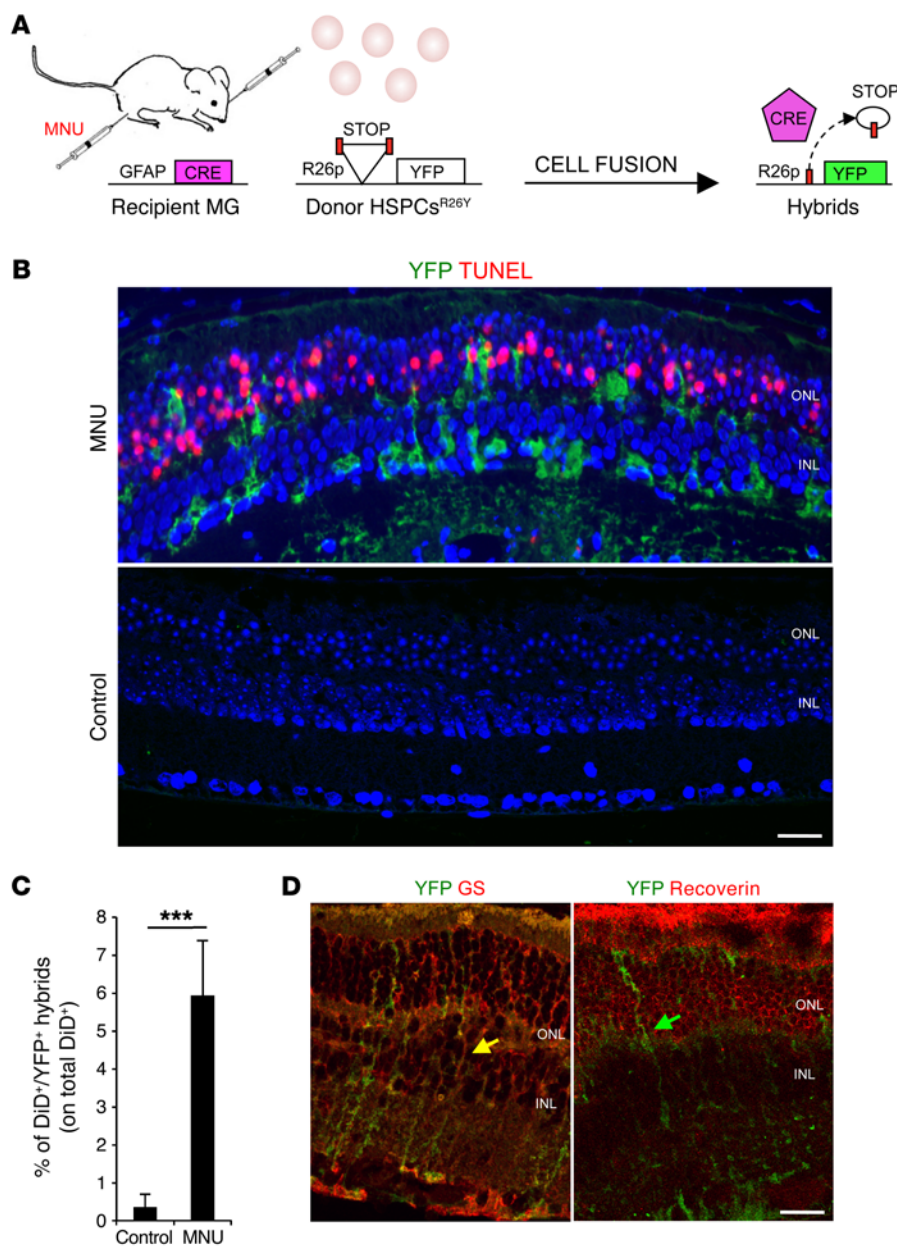 A
MNU
GFAP CRE
Recipient MG
STOP
R26p YFP
Donor HSPCsR26Y
CELL FUSION
CRE
STOP
R26p YFP
Hybrids
B
YFP TUNEL
MNU
ONL
INL
Control
ONL
INL
C
***
% of DiD+/YFP+ hybrids
(on total DiD+)
8
7
6
5
4
3
2
1
0
Control MNU
D
YFP GS
ONL
INL
YFP Recoverin
ONL
INL